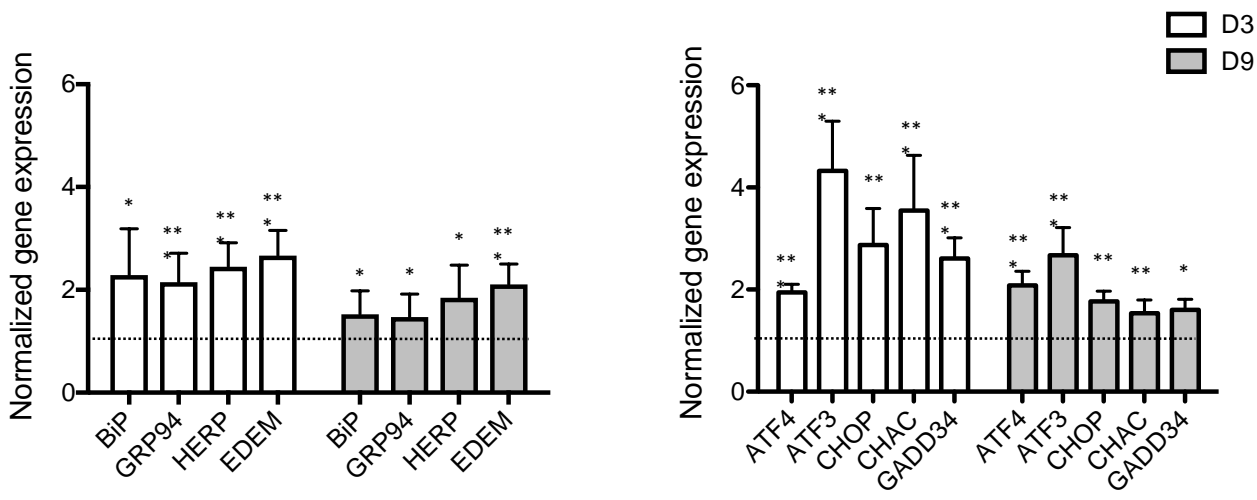 D3
D9
Normalized gene expression
6
4
2
0
* ** * ** * ** *
* * * ** *
BiP GRP94 HERP EDEM BiP GRP94 HERP EDEM
Normalized gene expression
6
4
2
0
** * ** * ** ** * ** *
** * ** * ** ** *
ATF4 ATF3 CHOP CHAC GADD34 ATF4 ATF3 CHOP CHAC GADD34